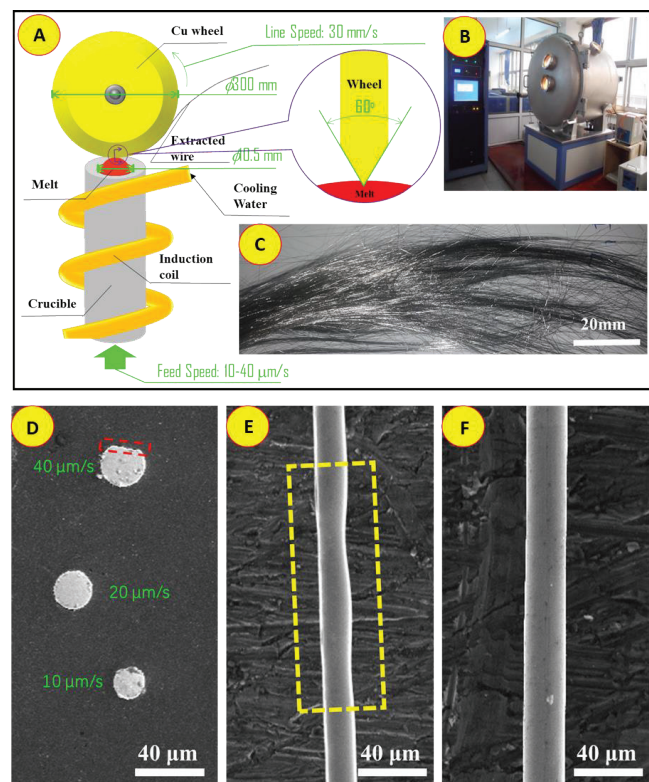 A
Cu wheel
Line Speed: 30 mm/s
ϕ300 mm
Extracted
wire
ϕ10.5 mm
Melt
Cooling
Water
Induction
coil
Crucible
Feed Speed: 10-40 μm/s
Wheel
60º
Melt
B
C
20mm
D
40 μm/s
20 μm/s
10 μm/s
40 μm
E
40 μm
F
40 μm